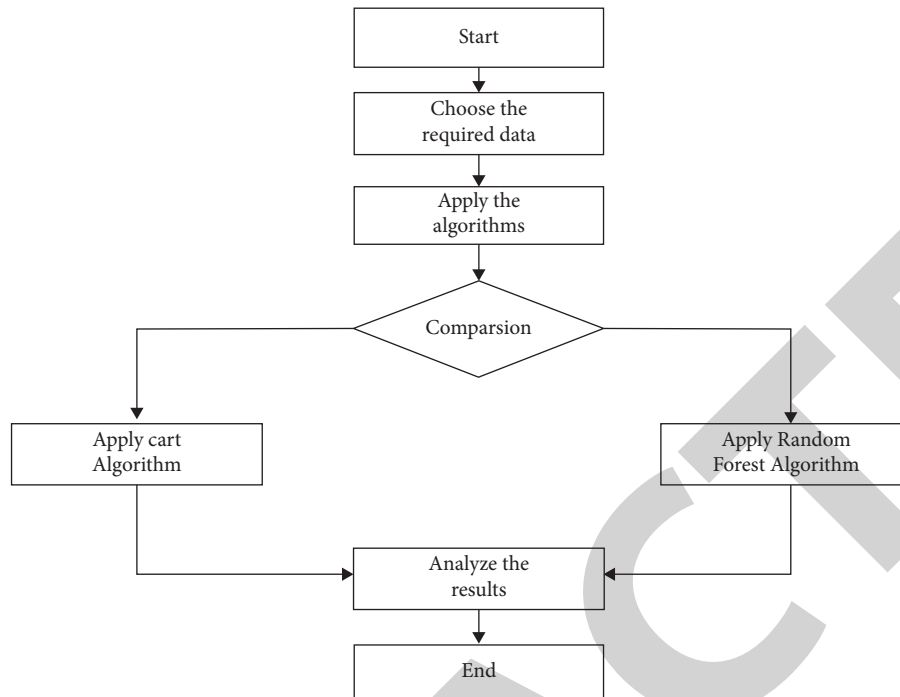 Start
Choose the
required data
Apply the
algorithms
Comparsion
Apply cart
Algorithm
Apply Random
Forest Algorithm
Analyze the
results
End